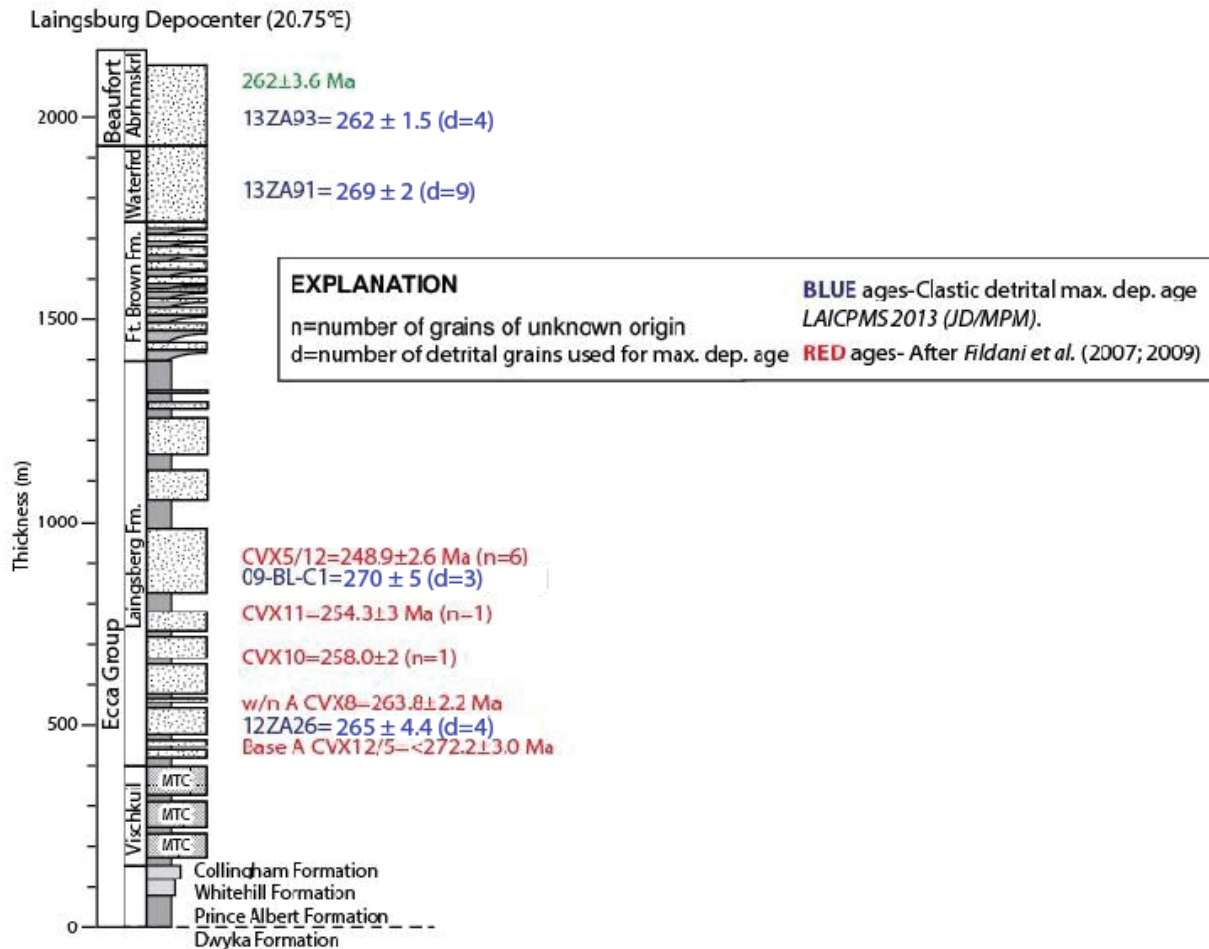 Laingsburg Depocenter (20.75°E)
Beaufort
Abrhmskrl
262±3.6 Ma
2000
13ZA93= 262 ± 1.5 (d=4)
Waterfrd
13ZA91= 269 ± 2 (d=9)
Ft. Brown Fm.
EXPLANATION
n=number of grains of unknown origin
d=number of detrital grains used for max. dep. age
BLUE ages-Clastic detrital max. dep. age
LAICPMS 2013 (JD/MPM).
RED ages- After Fildani et al. (2007; 2009)
1500
Thickness (m)
Ecca Group
Laingsberg Fm.
1000
CVX5/12=248.9±2.6 Ma (n=6)
09-BL-C1= 270 ± 5 (d=3)
CVX11=254.3±3 Ma (n=1)
CVX10=258.0±2 (n=1)
w/n A CVX8=263.8±2.2 Ma
500
12ZA26= 265 ± 4.4 (d=4)
Base A CVX12/5=<272.2±3.0 Ma
Vischkuil
MTC
MTC
MTC
Collingham Formation
Whitehill Formation
Prince Albert Formation
0
Dwyka Formation